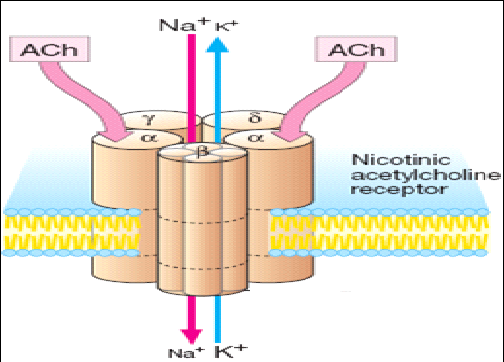 Na⁺ K⁺
ACh ACh
γ δ
α α
β
Nicotinic
acetylcholine
receptor
Na⁺ K⁺